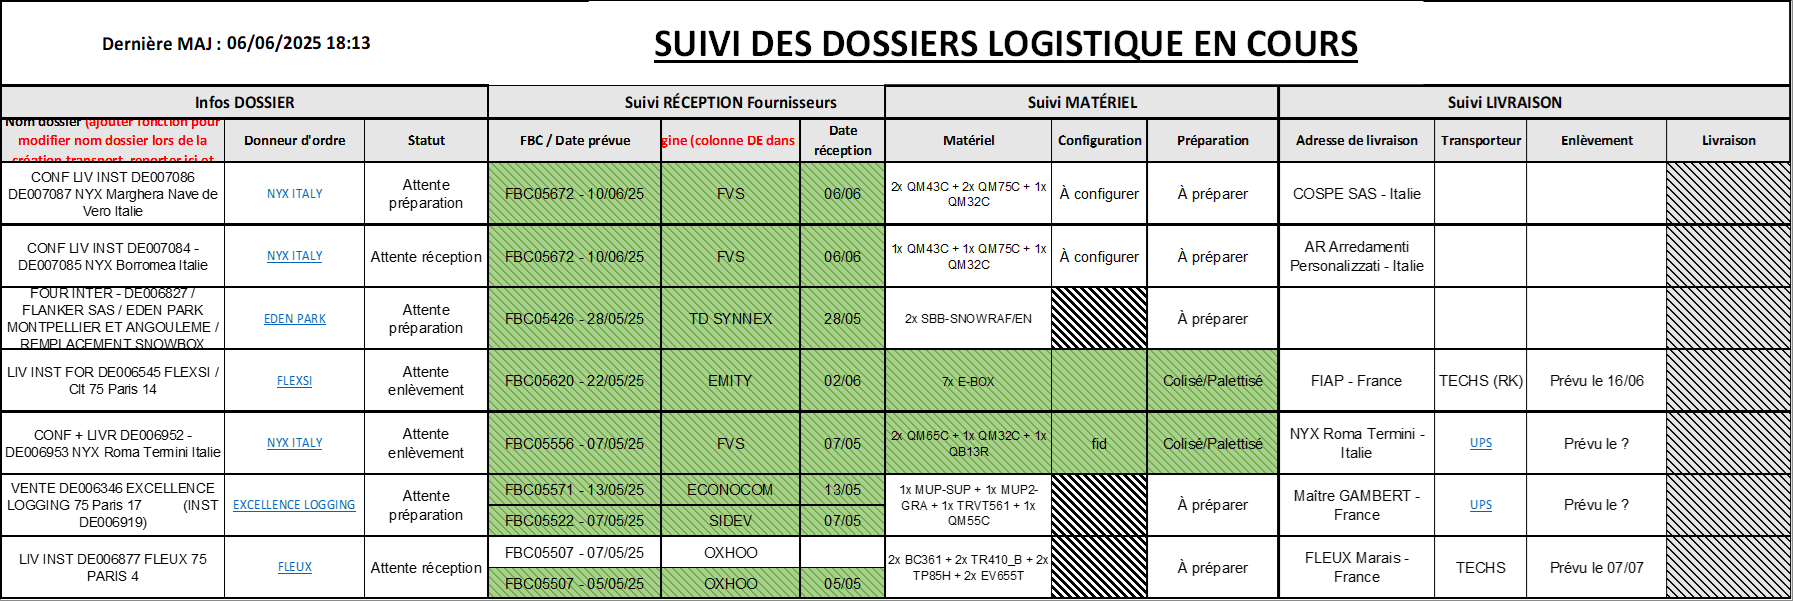 Dernière MAJ : 06/06/2025 18:13
SUIVI DES DOSSIERS LOGISTIQUE EN COURS
Infos DOSSIER
Suivi RÉCEPTION Fournisseurs
Suivi MATÉRIEL
Suivi LIVRAISON
Nom dossier (ajouter fonction pour
modifier nom dossier lors de la
création transport, reporter ici et
Donneur d'ordre
Statut
FBC / Date prévue
gine (colonne DE dans
Date
réception
Matériel
Configuration
Préparation
Adresse de livraison
Transporteur
Enlèvement
Livraison
CONF LIV INST DE007086
DE007087 NYX Marghera Nave de
Vero Italie
NYX ITALY
Attente
préparation
FBC05672 - 10/06/25
FVS
06/06
2x QM43C + 2x QM75C + 1x
QM32C
À configurer
À préparer
COSPE SAS - Italie
CONF LIV INST DE007084 -
DE007085 NYX Borromea Italie
NYX ITALY
Attente réception
FBC05672 - 10/06/25
FVS
06/06
1x QM43C + 1x QM75C + 1x
QM32C
À configurer
À préparer
AR Arredamenti
Personalizzati - Italie
FOUR INTER - DE006827 /
FLANKER SAS / EDEN PARK
MONTPELLIER ET ANGOULEME /
REMPLACEMENT SNOWBOX
EDEN PARK
Attente
préparation
FBC05426 - 28/05/25
TD SYNNEX
28/05
2x SBB-SNOWRAF/EN
À préparer
LIV INST FOR DE006545 FLEXSI /
Clt 75 Paris 14
FLEXSI
Attente
enlèvement
FBC05620 - 22/05/25
EMITY
02/06
7x E-BOX
Colisé/Palettisé
FIAP - France
TECHS (RK)
Prévu le 16/06
CONF + LIVR DE006952 -
DE006953 NYX Roma Termini Italie
NYX ITALY
Attente
enlèvement
FBC05556 - 07/05/25
FVS
07/05
2x QM65C + 1x QM32C + 1x
QB13R
fid
Colisé/Palettisé
NYX Roma Termini -
Italie
UPS
Prévu le ?
VENTE DE006346 EXCELLENCE
LOGGING 75 Paris 17 (INST
DE006919)
EXCELLENCE LOGGING
Attente
préparation
FBC05571 - 13/05/25
ECONOCOM
13/05
FBC05522 - 07/05/25
SIDEV
07/05
1x MUP-SUP + 1x MUP2-
GRA + 1x TRVT561 + 1x
QM55C
À préparer
Maître GAMBERT -
France
UPS
Prévu le ?
LIV INST DE006877 FLEUX 75
PARIS 4
FLEUX
Attente réception
FBC05507 - 07/05/25
OXHOO
FBC05507 - 05/05/25
OXHOO
05/05
2x BC361 + 2x TR410_B + 2x
TP85H + 2x EV655T
À préparer
FLEUX Marais -
France
TECHS
Prévu le 07/07